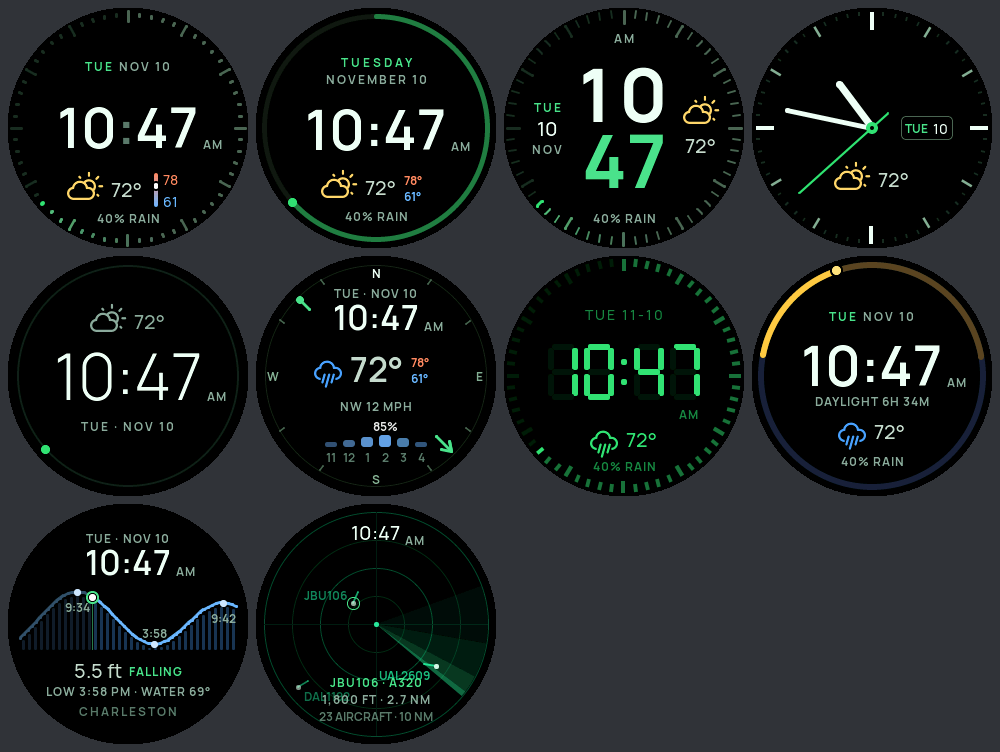 TUE NOV 10
10:47 AM
72° 78 61
40% RAIN
TUESDAY
NOVEMBER 10
10:47 AM
72° 78° 61°
40% RAIN
AM
10
47
TUE
10
NOV
72°
40% RAIN
TUE 10
72°
72°
10:47 AM
TUE · NOV 10
N
TUE · NOV 10
10:47 AM
W
72° 78° 61°
E
NW 12 MPH
85%
11 12 1 2 3 4
S
TUE 11-10
10:47
AM
72°
40% RAIN
TUE NOV 10
10:47 AM
DAYLIGHT 6H 34M
72°
40% RAIN
TUE · NOV 10
10:47 AM
9:34
3:58
9:42
5.5 ft FALLING
LOW 3:58 PM · WATER 69°
CHARLESTON
10:47 AM
JBU106
UAL2609
JBU106 · A320
1,600 FT · 2.7 NM
23 AIRCRAFT · 10 NM